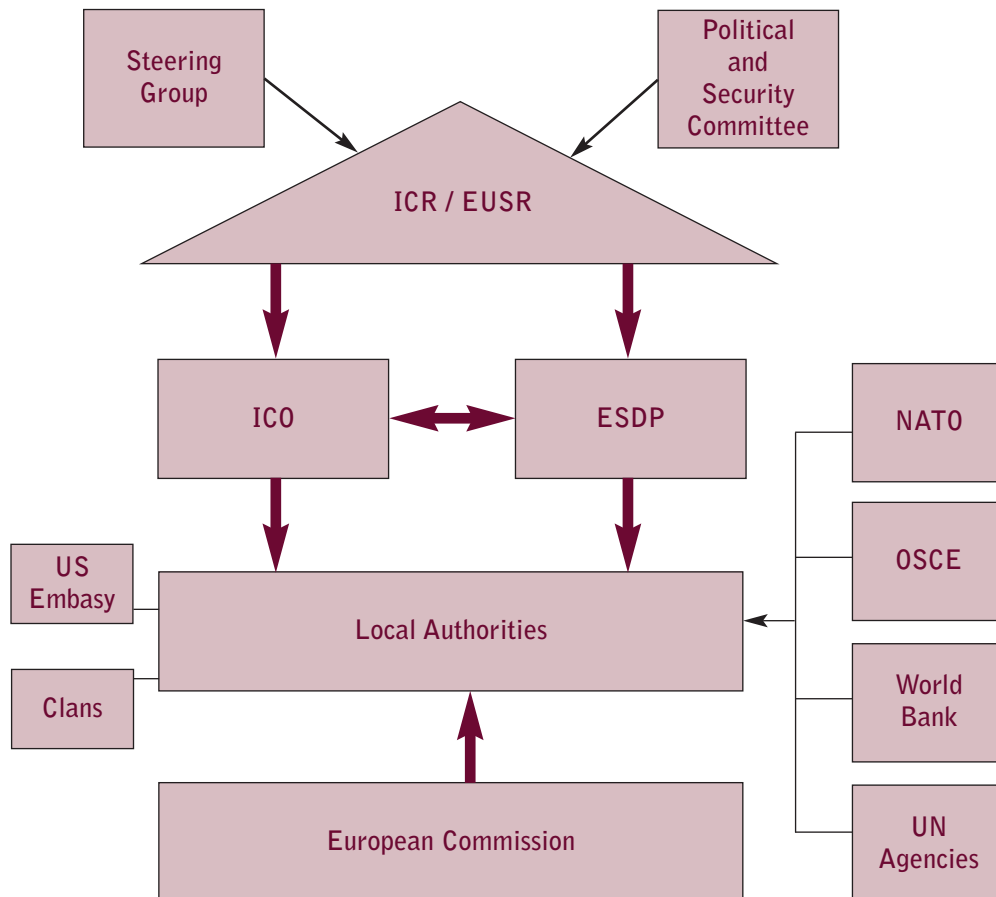 Steering
Group
Political
and
Security
Committee
ICR / EUSR
ICO
ESDP
NATO
OSCE
US
Embasy
Local Authorities
Clans
World
Bank
European Commission
UN
Agencies